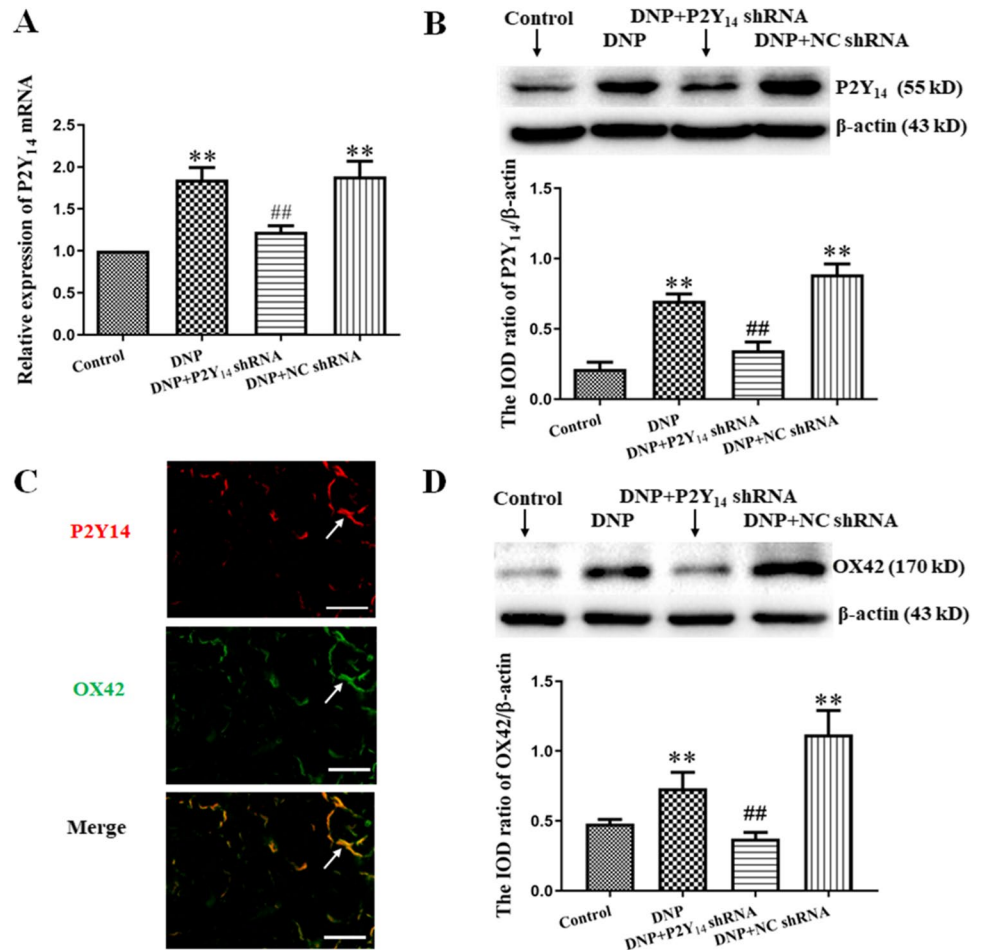 A
Relative expression of P2Y₁₄ mRNA
2.5
2.0
1.5
1.0
0.5
0.0
**
##
**
Control
DNP
DNP+P2Y₁₄ shRNA
DNP+NC shRNA
B
Control
DNP+P2Y₁₄ shRNA
DNP
DNP+NC shRNA
P2Y₁₄ (55 kD)
β-actin (43 kD)
The IOD ratio of P2Y₁₄/β-actin
1.5
1.0
0.5
0.0
**
##
**
Control
DNP
DNP+P2Y₁₄ shRNA
DNP+NC shRNA
C
P2Y14
OX42
Merge
D
Control
DNP+P2Y₁₄ shRNA
DNP
DNP+NC shRNA
OX42 (170 kD)
β-actin (43 kD)
The IOD ratio of OX42/β-actin
1.5
1.0
0.5
0.0
**
##
**
Control
DNP
DNP+P2Y₁₄ shRNA
DNP+NC shRNA